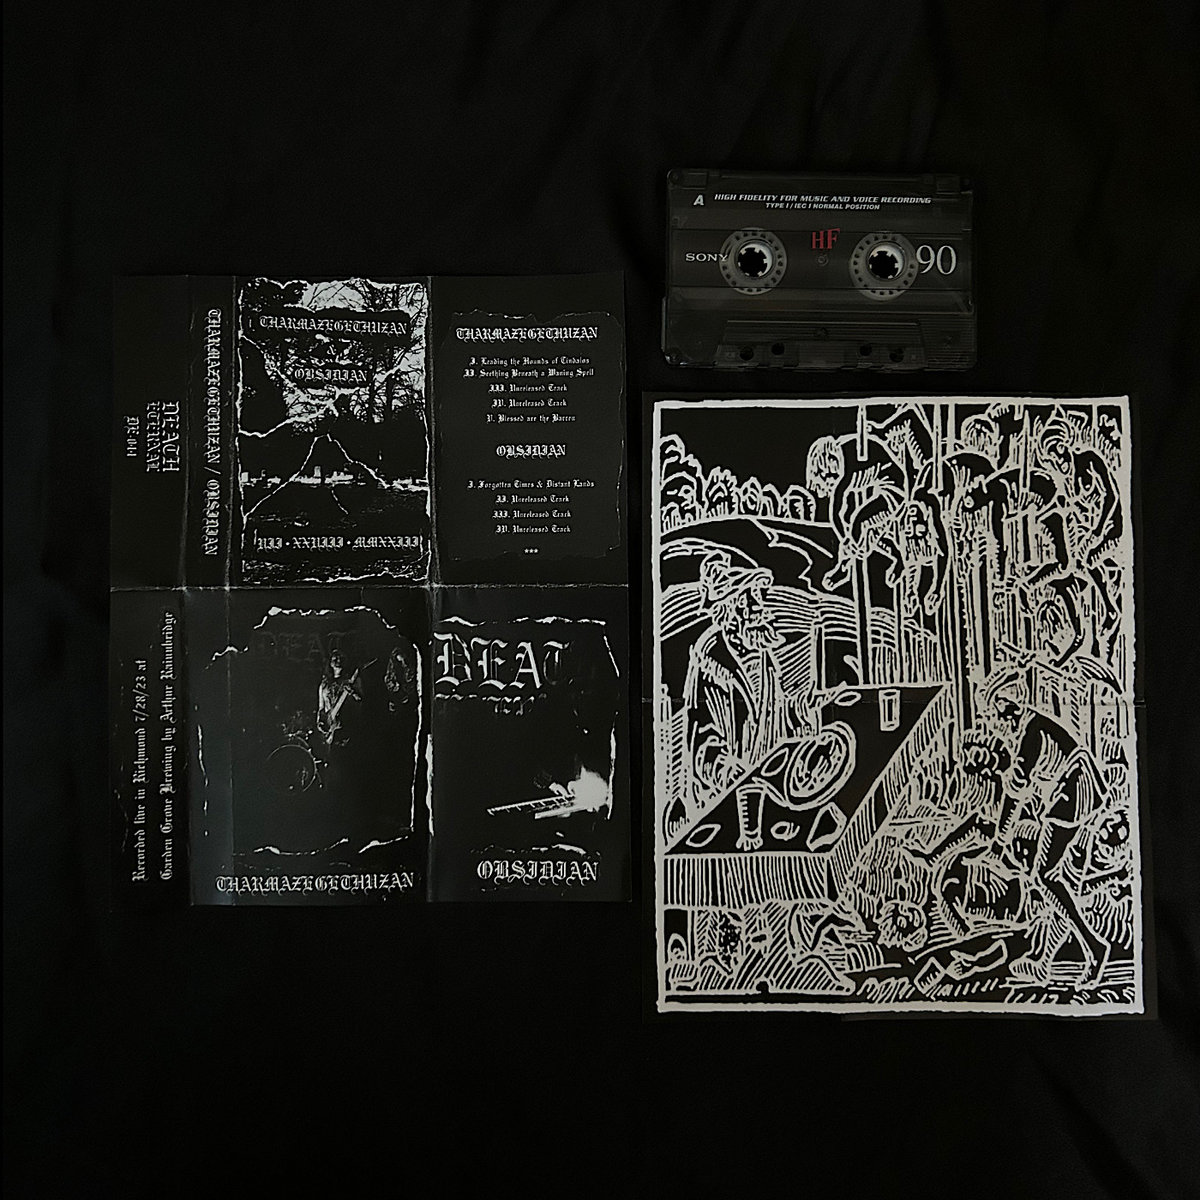 A HIGH FIDELITY FOR MUSIC AND VOICE RECORDING
TYPE I / IEC I NORMAL POSITION
HF
SONY
90
DEATH
ETERNAL
THARMAZEGETHUZAN / OBSIDIAN
THARMAZEGETHUZAN
&
OBSIDIAN
VII · XXVIII · MMXXIII
THARMAZEGETHUZAN
I. Leading the Hounds of Tindalos
II. Seething Beneath a Waning Spell
III. Unreleased Track
IV. Unreleased Track
V. Blessed are the Barren
OBSIDIAN
I. Forgotten Times & Distant Lands
II. Unreleased Track
III. Unreleased Track
IV. Unreleased Track
***
Recorded live in Richmond 7/28/23 at
Garden Grove Brewing by Arthur Rainbridge
THARMAZEGETHUZAN
BEAT
OBSIDIAN